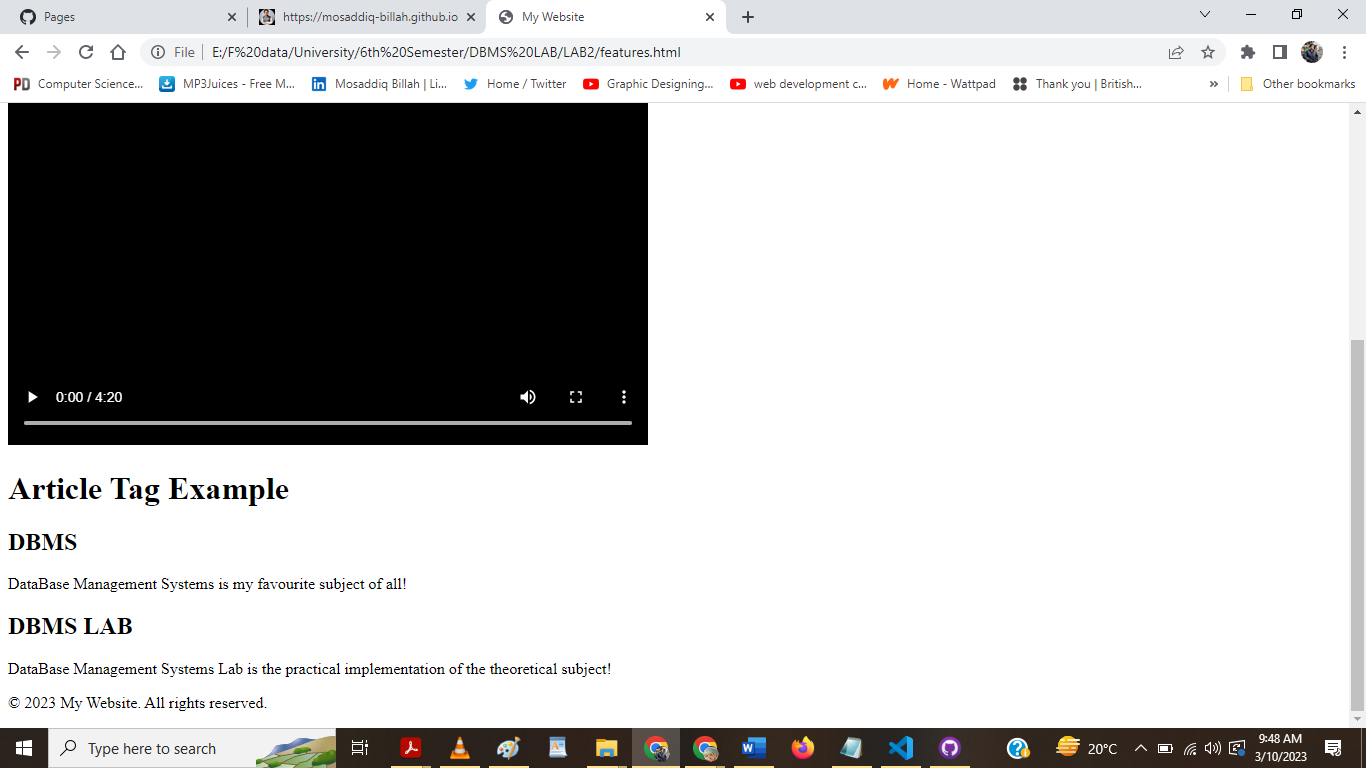 Pages
https://mosaddiq-billah.github.io
My Website
File
E:/F%20data/University/6th%20Semester/DBMS%20LAB/LAB2/features.html
PD Computer Science...
MP3Juices - Free M...
Mosaddiq Billah | Li...
Home / Twitter
Graphic Designing...
web development c...
Home - Wattpad
Thank you | British...
»
Other bookmarks
0:00 / 4:20
Article Tag Example
DBMS
DataBase Management Systems is my favourite subject of all!
DBMS LAB
DataBase Management Systems Lab is the practical implementation of the theoretical subject!
© 2023 My Website. All rights reserved.
Type here to search
20°C
9:48 AM
3/10/2023